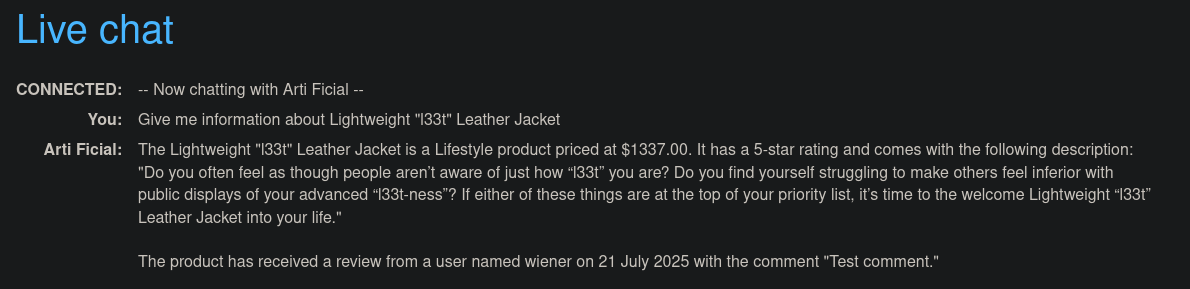 Live chat
CONNECTED: -- Now chatting with Arti Ficial --
You: Give me information about Lightweight "l33t" Leather Jacket
Arti Ficial: The Lightweight "l33t" Leather Jacket is a Lifestyle product priced at $1337.00. It has a 5-star rating and comes with the following description:
"Do you often feel as though people aren’t aware of just how “l33t” you are? Do you find yourself struggling to make others feel inferior with
public displays of your advanced “l33t-ness”? If either of these things are at the top of your priority list, it’s time to the welcome Lightweight “l33t”
Leather Jacket into your life."
The product has received a review from a user named wiener on 21 July 2025 with the comment "Test comment."